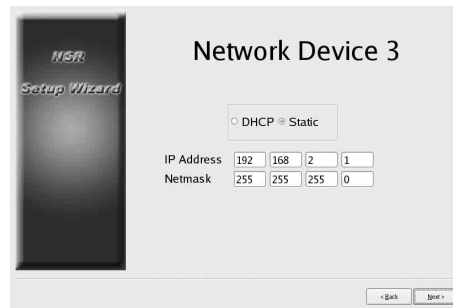 NSR
Setup Wizard
Network Device 3
DHCP Static
IP Address 192 168 2 1
Netmask 255 255 255 0
< Back Next >